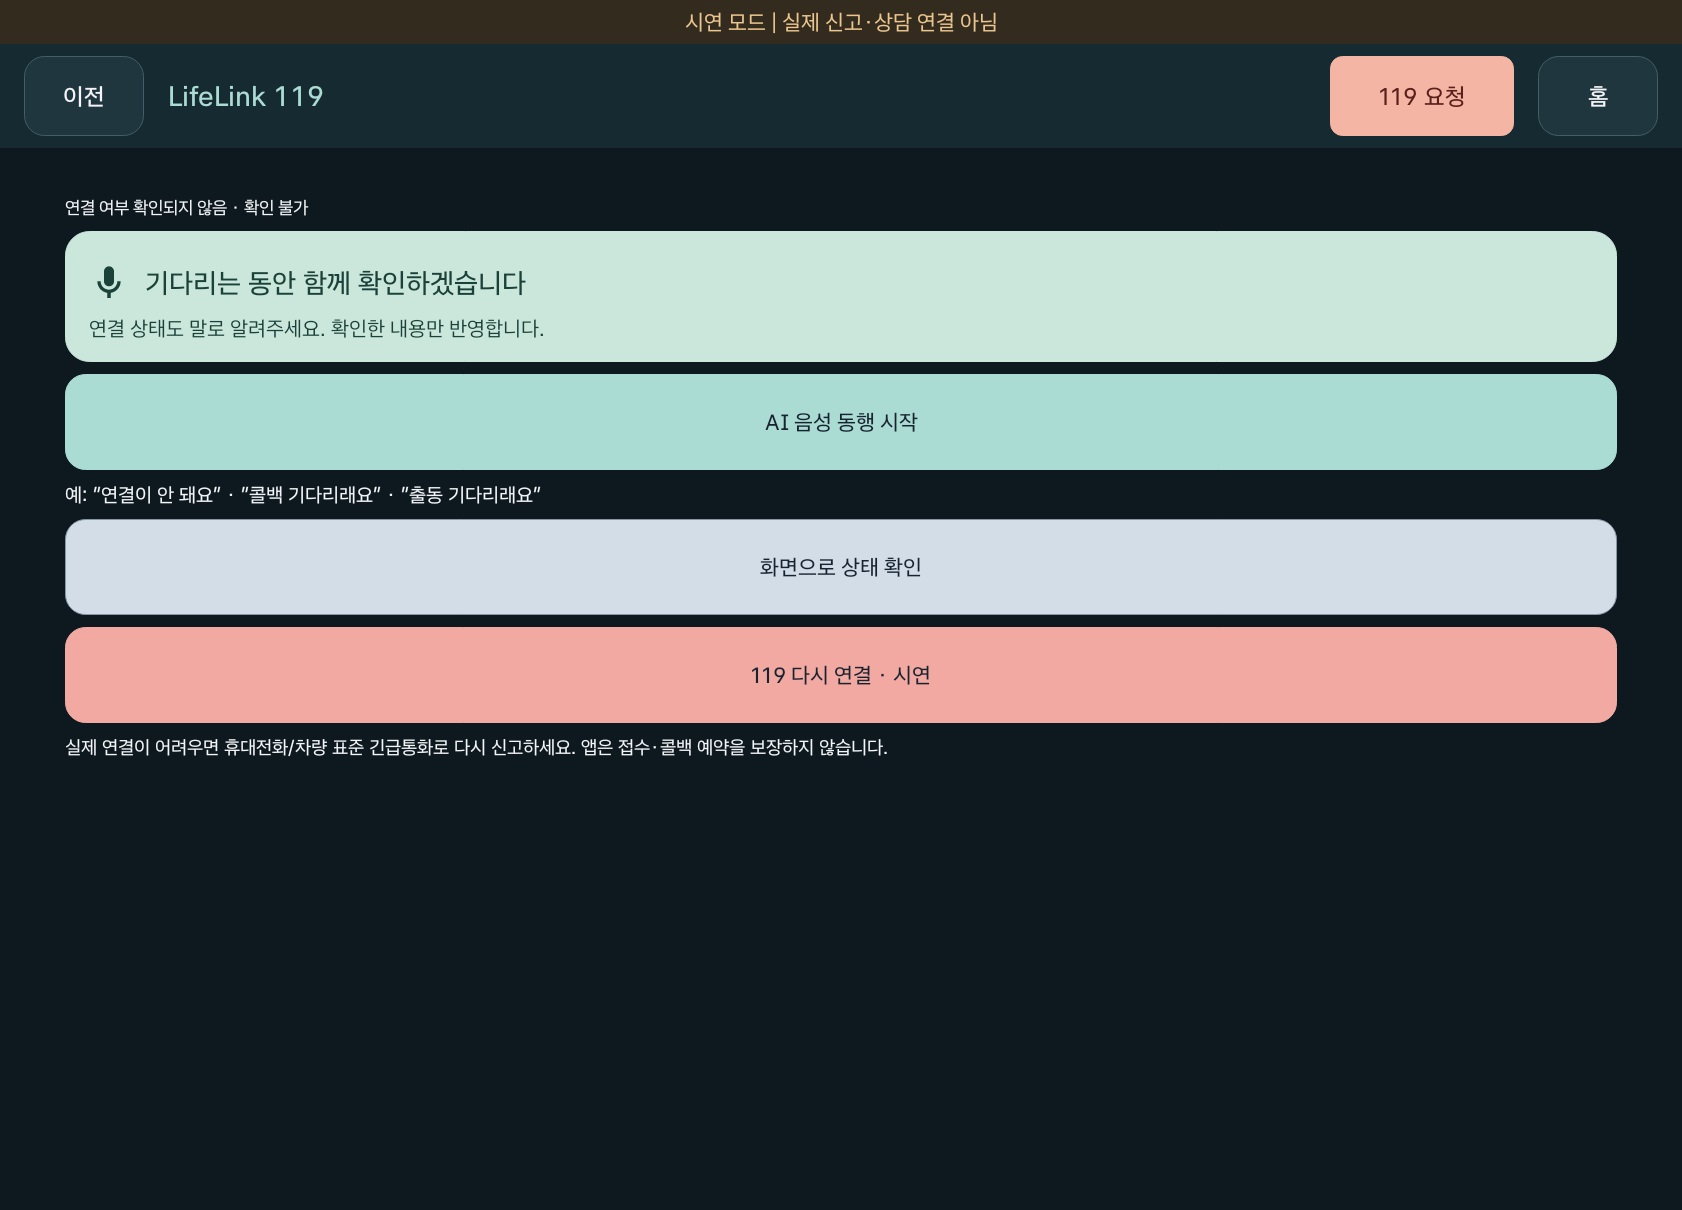 시연 모드 | 실제 신고·상담 연결 아님
이전
LifeLink 119
119 요청
홈
연결 여부 확인되지 않음 · 확인 불가
기다리는 동안 함께 확인하겠습니다
연결 상태도 말로 알려주세요. 확인한 내용만 반영합니다.
AI 음성 동행 시작
예: "연결이 안 돼요" · "콜백 기다리래요" · "출동 기다리래요"
화면으로 상태 확인
119 다시 연결 · 시연
실제 연결이 어려우면 휴대전화/차량 표준 긴급통화로 다시 신고하세요. 앱은 접수·콜백 예약을 보장하지 않습니다.